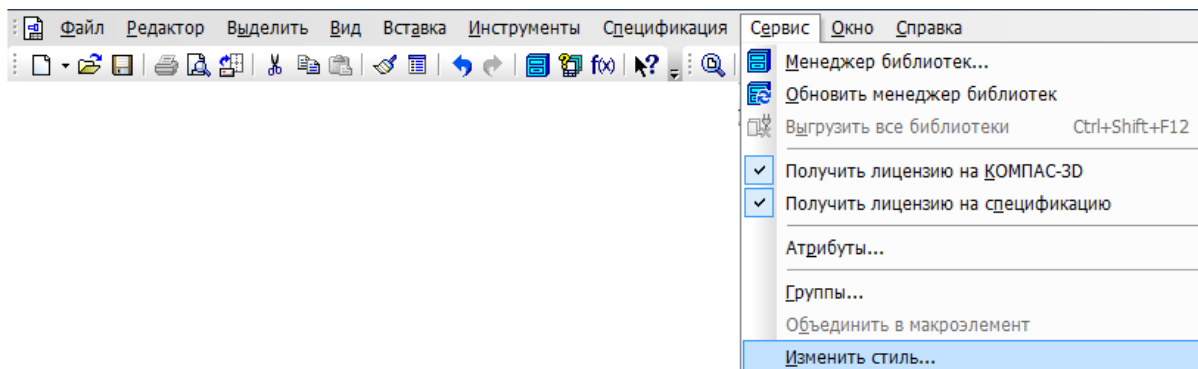 Файл Редактор Выделить Вид Вставка Инструменты Спецификация Сервис Окно Справка
f(x)
Менеджер библиотек...
Обновить менеджер библиотек
Выгрузить все библиотеки Ctrl+Shift+F12
Получить лицензию на КОМПАС-3D
Получить лицензию на спецификацию
Атрибуты...
Группы...
Объединить в макроэлемент
Изменить стиль...